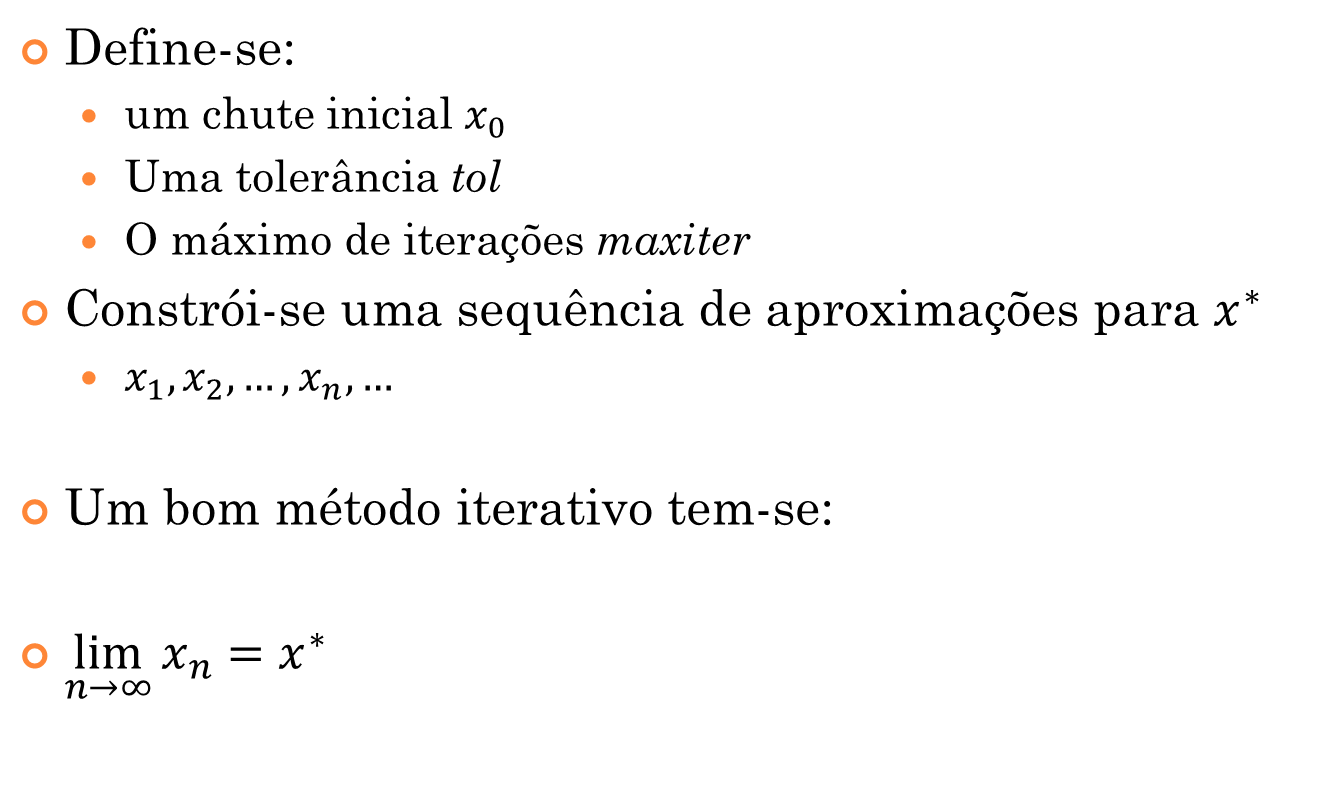 Define-se:
um chute inicial x₀
Uma tolerância tol
O máximo de iterações maxiter
Constrói-se uma sequência de aproximações para x*
x₁, x₂, … , xₙ, …
Um bom método iterativo tem-se:
lim xₙ = x*
n→∞